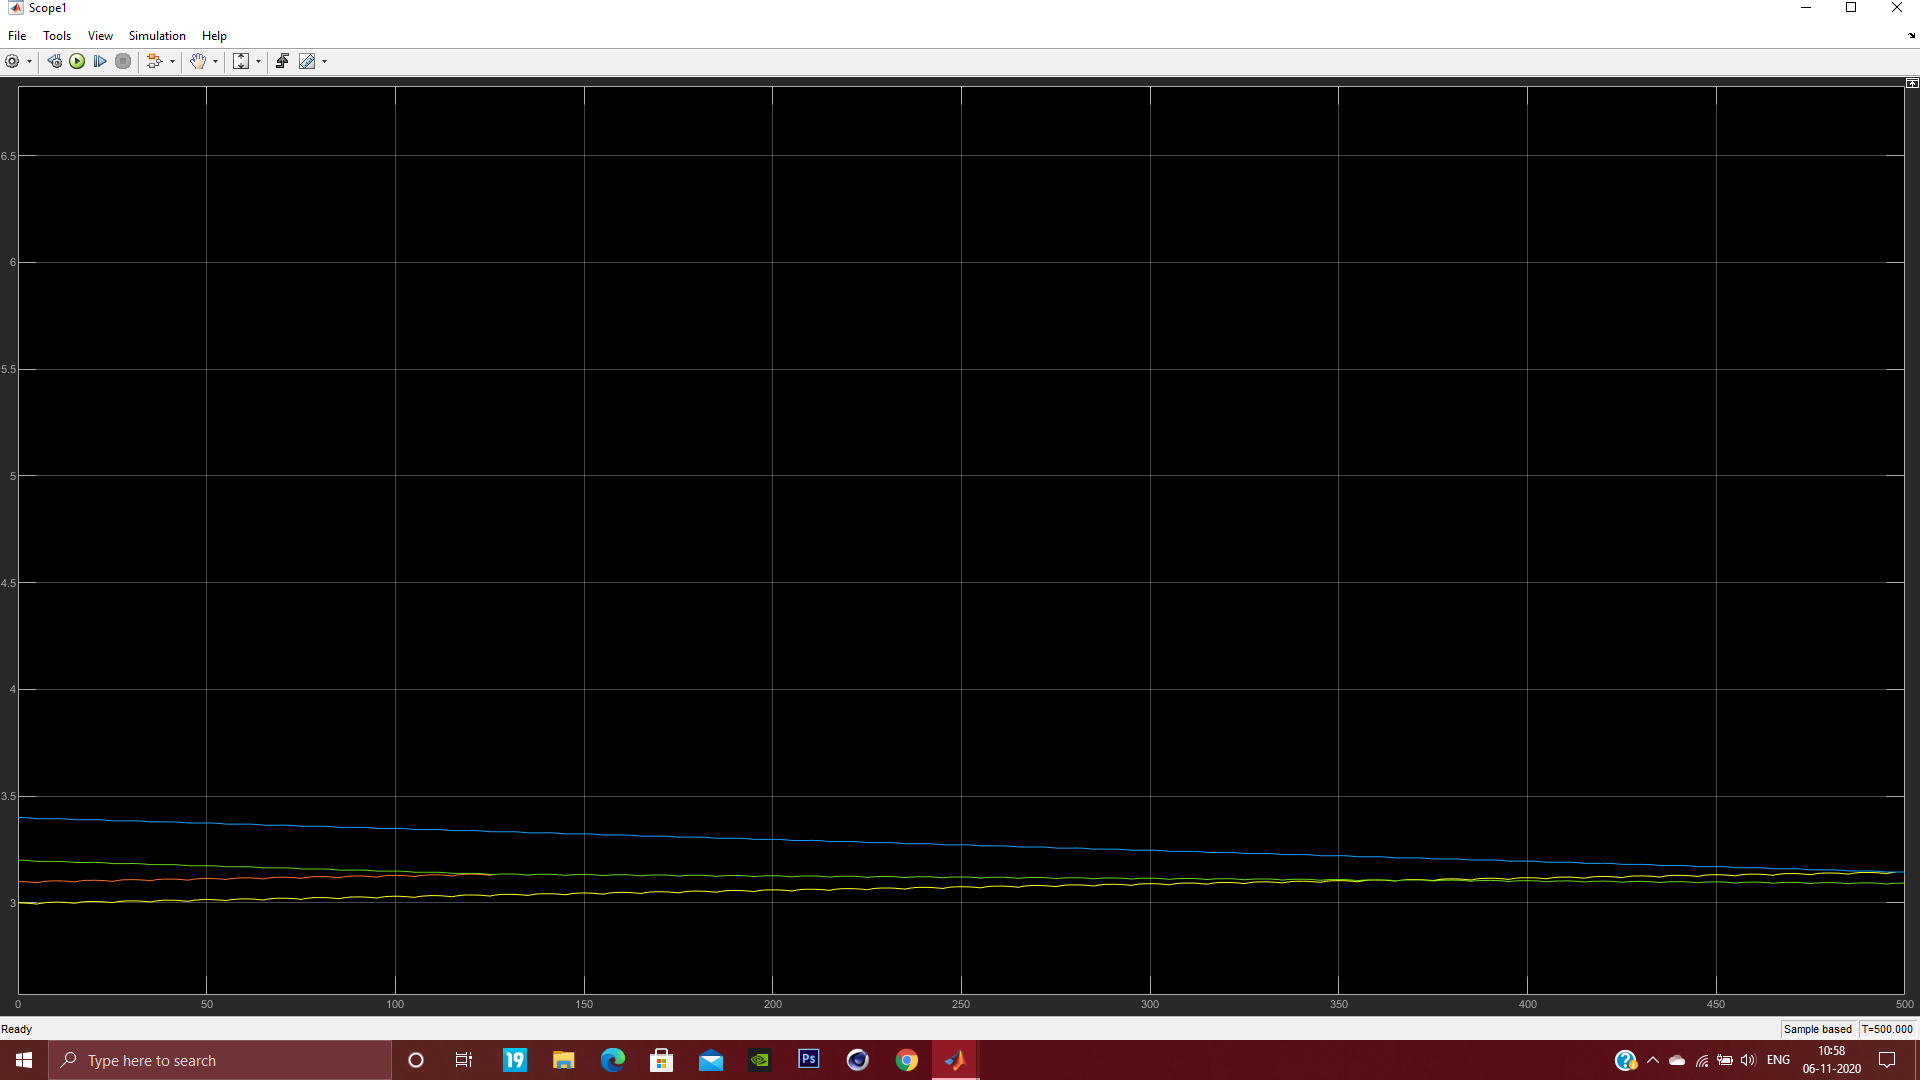 Scope1
File Tools View Simulation Help
6.5
6
5.5
5
4.5
4
3.5
3
0 50 100 150 200 250 300 350 400 450 500
Ready
Sample based T=500.000
Type here to search
19
Ps
ENG
10:58
06-11-2020